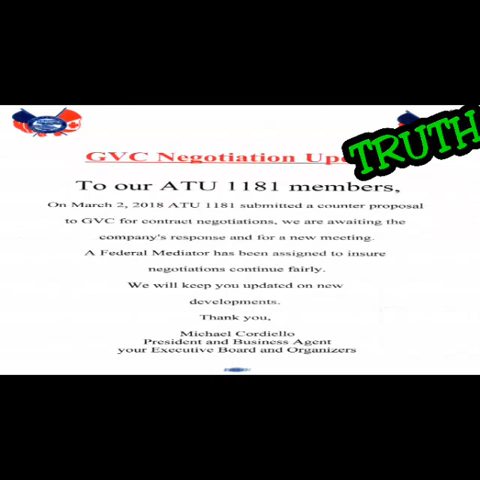 GVC Negotiation Up
TRUTH
To our ATU 1181 members,
On March 2, 2018 ATU 1181 submitted a counter proposal
to GVC for contract negotiations, we are awaiting the
company's response and for a new meeting.
A Federal Mediator has been assigned to insure
negotiations continue fairly.
We will keep you updated on new
developments.
Thank you,
Michael Cordiello
President and Business Agent
your Executive Board and Organizers